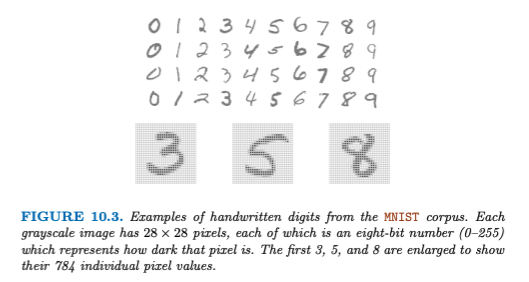 0 1 2 3 4 5 6 7 8 9
0 1 2 3 4 5 6 7 8 9
0 1 2 3 4 5 6 7 8 9
0 1 2 3 4 5 6 7 8 9
3 5 8
FIGURE 10.3. Examples of handwritten digits from the MNIST corpus. Each
grayscale image has 28 × 28 pixels, each of which is an eight-bit number (0–255)
which represents how dark that pixel is. The first 3, 5, and 8 are enlarged to show
their 784 individual pixel values.